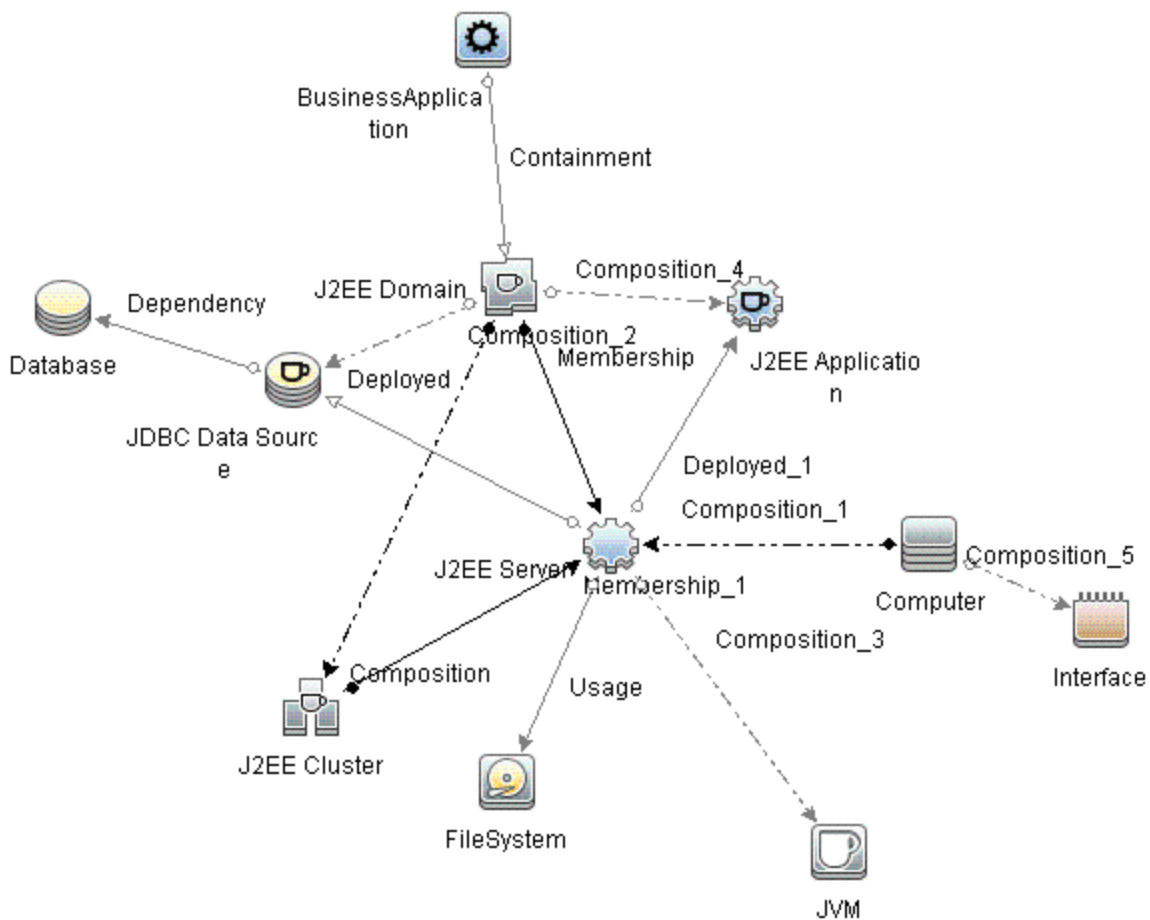 BusinessApplica
tion
Containment
Composition_4
J2EE Domain
Dependency
Composition_2
Membership
Database
J2EE Applicatio
n
Deployed
JDBC Data Sourc
e
Deployed_1
Composition_1
Composition_5
J2EE Server
Membership_1
Computer
Composition_3
Composition
Interface
Usage
J2EE Cluster
FileSystem
JVM